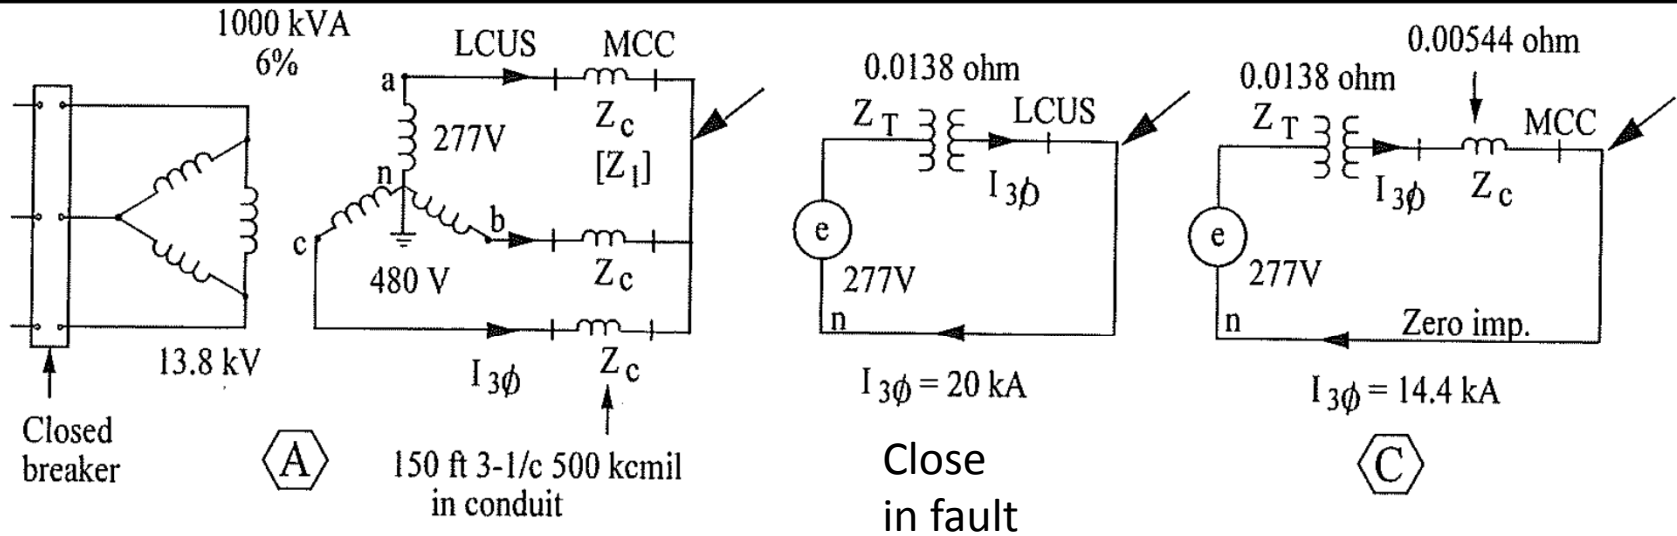 1000 kVA
6%
LCUS
MCC
a
277V
Z c
[Z1]
n
b
c
480 V
Z c
13.8 kV
I 3ϕ
Z c
Closed
breaker
A
150 ft 3-1/c 500 kcmil
in conduit
0.0138 ohm
Z T
LCUS
I 3ϕ
e
277V
n
I 3ϕ = 20 kA
Close
in fault
0.00544 ohm
0.0138 ohm
Z T
MCC
I 3ϕ
Z c
e
277V
n
Zero imp.
I 3ϕ = 14.4 kA
C